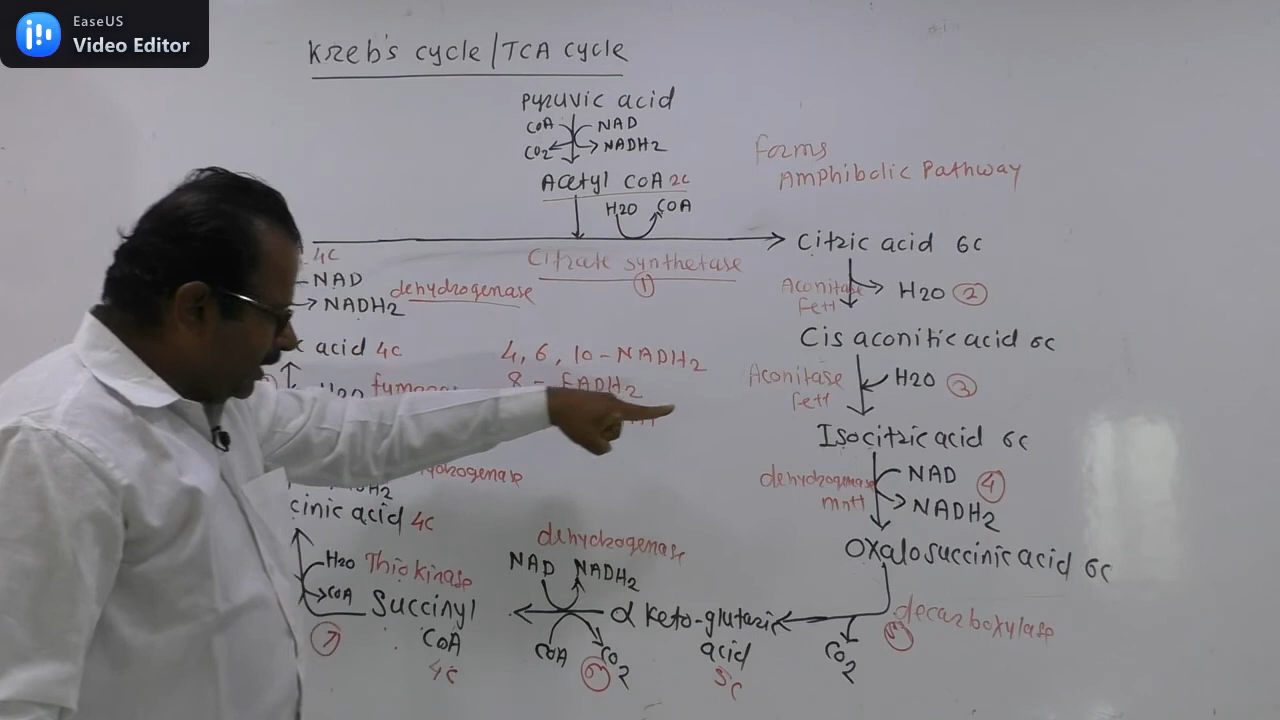 EaseUS
Video Editor
Kreb's cycle/TCA cycle
Pyruvic acid
CoA NAD
CO2 NADH2
Acetyl CoA 2C
H2O COA
Forms
Amphibolic Pathway
4C
Citric acid 6C
Citrate synthetase
1
NAD
NADH2
dehydrogenase
Aconitase
Fe++
H2O 2
Cis aconitic acid 6C
acid 4C
4, 6, 10 - NADH2
8 - FADH2
Aconitase
Fe++
H2O 3
H2O
Isocitric acid 6C
dehydrogenase
mn++
NAD
NADH2
4
cinic acid 4C
Oxalosuccinic acid 6C
H2O Thiokinase
COA
7
Succinyl
CoA
4C
dehydrogenase
NAD NADH2
CoA CO2
6
α Keto-glutaric
acid
5C
decarboxylase
5
CO2